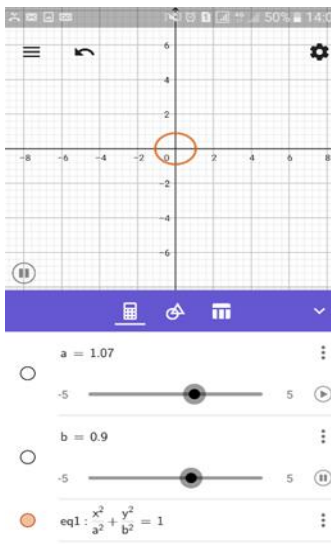 50% 14:0
6
4
2
-8 -6 -4 -2 0 2 4 6 8
-2
-4
-6
a = 1.07
-5 5
b = 0.9
-5 5
eq1 : x²/a² + y²/b² = 1